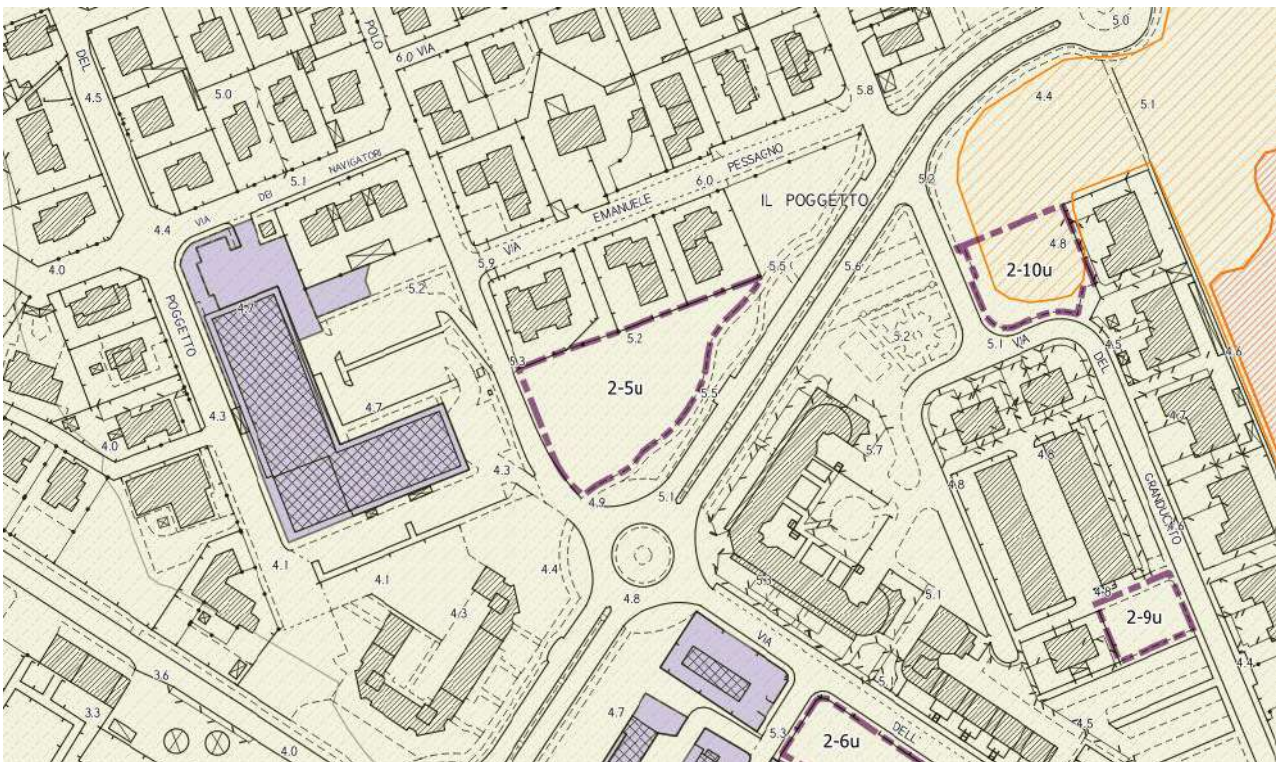 5.0
DEL
POLO
6.0 VIA
4.5
5.0
5.8
4.4
5.1
NAVIGATORI
PESSAGNO
5.1
DEI
VIA
6.0
5.2
EMANUELE
IL POGGETTO
4.4
VIA
4.8
4.0
5.9
5.5
5.6
2-10u
5.2
4.7
POGGETTO
5.2
5.2
5.1 VIA
4.5
5.3
DEL
4.6
2-5u
5.5
4.7
4.3
4.7
4.0
5.7
4.8
4.3
4.8
GRANDUCATO
4.9
5.1
4.6
4.1
4.1
4.4
5.3
4.8
4.8
5.1
4.3
2-9u
VIA
4.4
3.6
5.1
3.3
4.7
5.3
DELL
4.5
4.0
2-6u